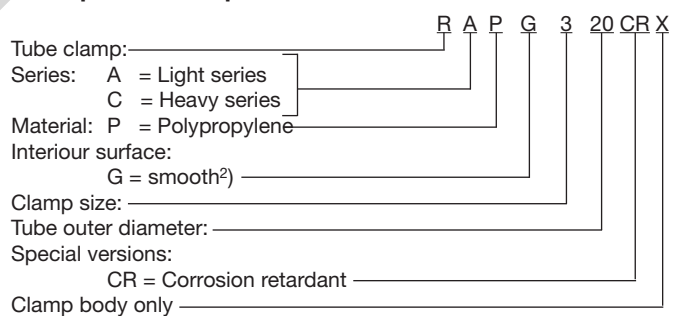 R A P G 3 20 CR X
Tube clamp:
Series: A = Light series
C = Heavy series
Material: P = Polypropylene
Interiour surface:
G = smooth²)
Clamp size:
Tube outer diameter:
Special versions:
CR = Corrosion retardant
Clamp body only